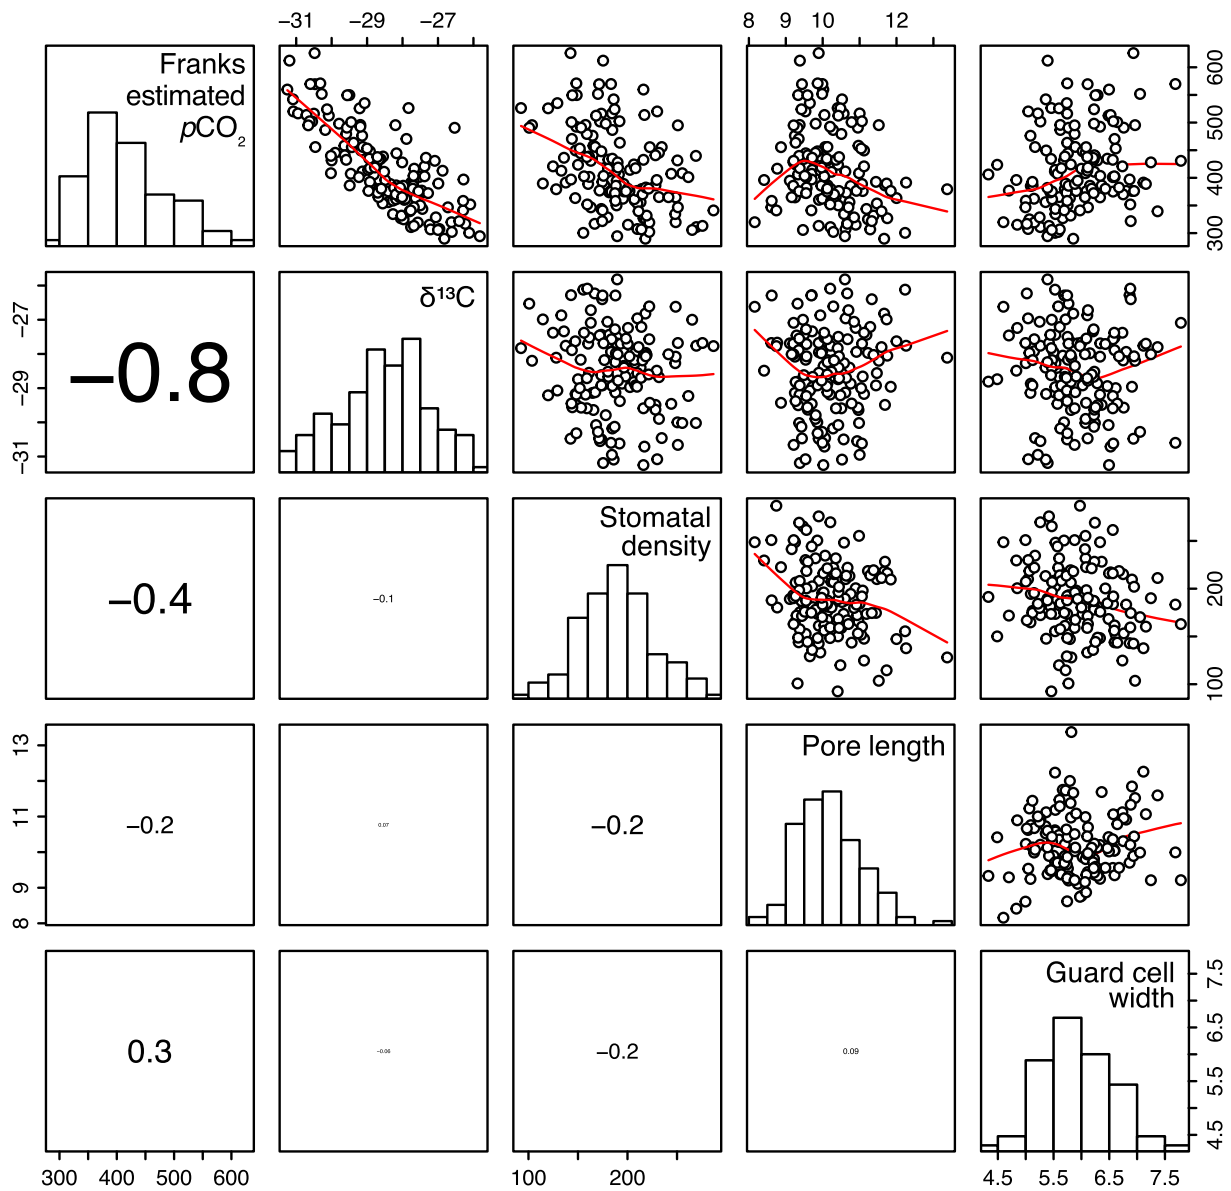 −31 −29 −27
8 9 10 12
Franks
estimated
pCO₂
300 400 500 600
−31 −29 −27
−0.8
δ¹³C
−0.4
−0.1
Stomatal
density
100 200
8 9 11 13
−0.2
0.07
−0.2
Pore length
0.3
−0.06
−0.2
0.09
Guard cell
width
4.5 5.5 6.5 7.5
300 400 500 600
100 200
4.5 5.5 6.5 7.5